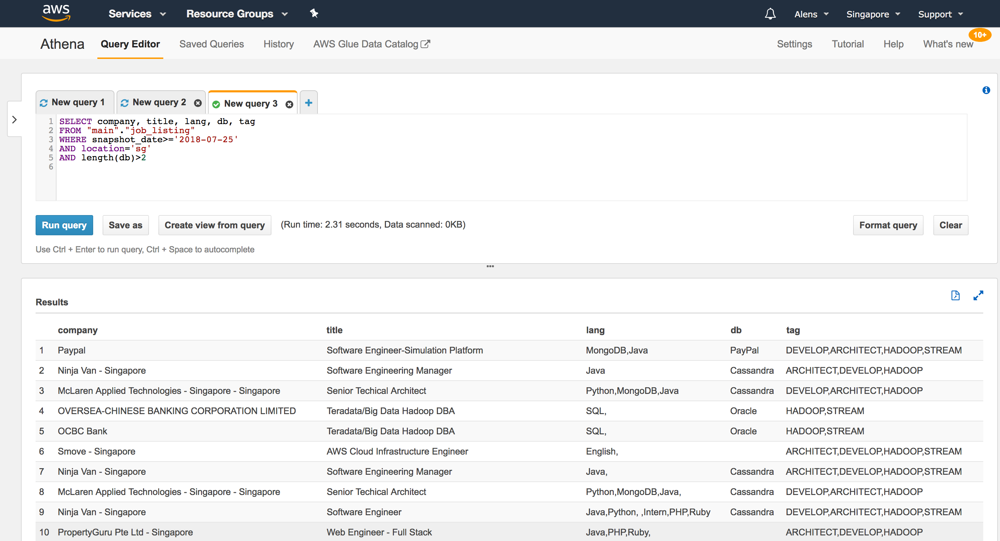 aws Services Resource Groups Alens Singapore Support
Athena Query Editor Saved Queries History AWS Glue Data Catalog Settings Tutorial Help What's new 10+
New query 1 New query 2 New query 3
1 SELECT company, title, lang, db, tag
2 FROM "main"."job_listing"
3 WHERE snapshot_date>='2018-07-25'
4 AND location='sg'
5 AND length(db)>2
6
Run query Save as Create view from query (Run time: 2.31 seconds, Data scanned: 0KB) Format query Clear
Use Ctrl + Enter to run query, Ctrl + Space to autocomplete
Results
company title lang db tag
1 Paypal Software Engineer-Simulation Platform MongoDB,Java PayPal DEVELOP,ARCHITECT,HADOOP,STREAM
2 Ninja Van - Singapore Software Engineering Manager Java Cassandra ARCHITECT,DEVELOP,HADOOP
3 McLaren Applied Technologies - Singapore - Singapore Senior Techical Architect Python,MongoDB,Java Cassandra DEVELOP,ARCHITECT,HADOOP
4 OVERSEA-CHINESE BANKING CORPORATION LIMITED Teradata/Big Data Hadoop DBA SQL, Oracle HADOOP,STREAM
5 OCBC Bank Teradata/Big Data Hadoop DBA SQL, Oracle HADOOP,STREAM
6 Smove - Singapore AWS Cloud Infrastructure Engineer English, ARCHITECT,DEVELOP,HADOOP,STREAM
7 Ninja Van - Singapore Software Engineering Manager Java, Cassandra ARCHITECT,DEVELOP,HADOOP,STREAM
8 McLaren Applied Technologies - Singapore - Singapore Senior Techical Architect Python,MongoDB,Java, Cassandra DEVELOP,ARCHITECT,HADOOP
9 Ninja Van - Singapore Software Engineer Java,Python, ,Intern,PHP,Ruby Cassandra DEVELOP,ARCHITECT,HADOOP,STREAM
10 PropertyGuru Pte Ltd - Singapore Web Engineer - Full Stack Java,PHP,Ruby, ARCHITECT,DEVELOP,HADOOP